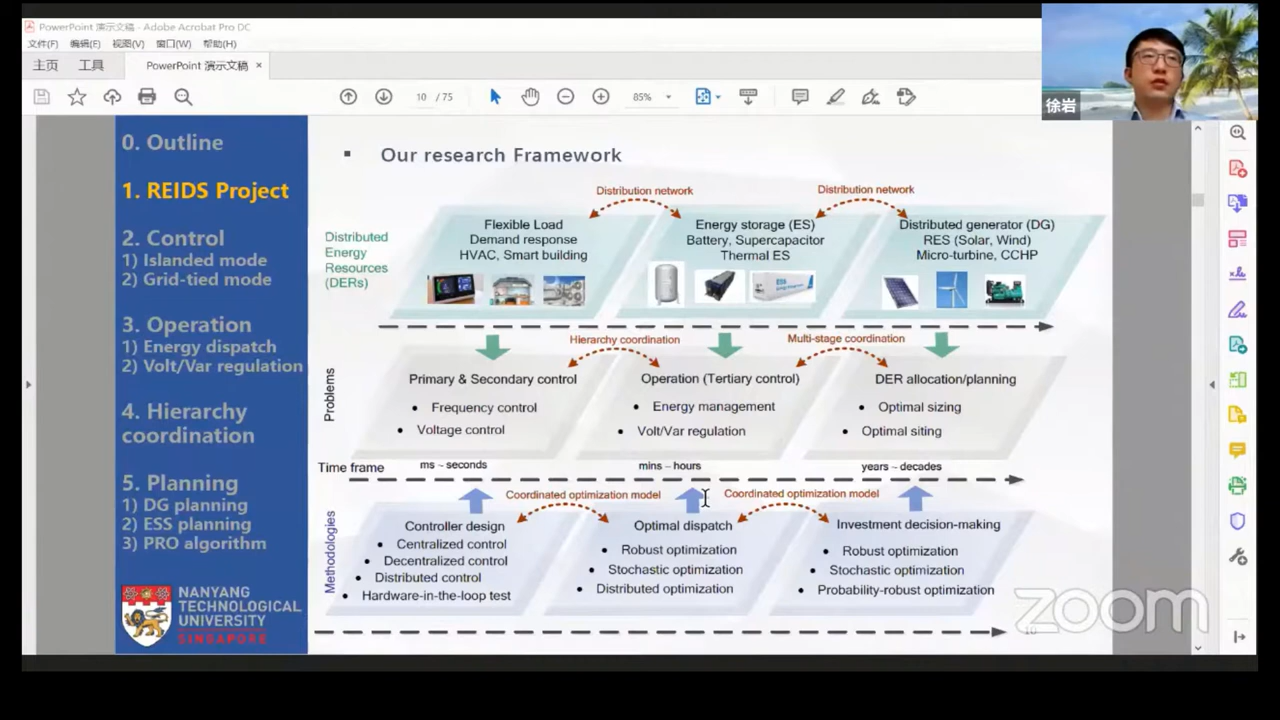 PowerPoint 演示文稿 - Adobe Acrobat Pro DC
文件(F) 编辑(E) 视图(V) 窗口(W) 帮助(H)
主页 工具 PowerPoint 演示文稿 ×
10 / 75 85%
徐岩
0. Outline
1. REIDS Project
2. Control
1) Islanded mode
2) Grid-tied mode
3. Operation
1) Energy dispatch
2) Volt/Var regulation
4. Hierarchy
coordination
5. Planning
1) DG planning
2) ESS planning
3) PRO algorithm
NANYANG
TECHNOLOGICAL
UNIVERSITY
SINGAPORE
▪ Our research Framework
Distribution network Distribution network
Distributed
Energy
Resources
(DERs)
Flexible Load
Demand response
HVAC, Smart building
Energy storage (ES)
Battery, Supercapacitor
Thermal ES
Distributed generator (DG)
RES (Solar, Wind)
Micro-turbine, CCHP
Hierarchy coordination Multi-stage coordination
Problems
Primary & Secondary control
• Frequency control
• Voltage control
Operation (Tertiary control)
• Energy management
• Volt/Var regulation
DER allocation/planning
• Optimal sizing
• Optimal siting
Time frame ms ~ seconds mins ~ hours years ~ decades
Coordinated optimization model Coordinated optimization model
Methodologies
Controller design
• Centralized control
• Decentralized control
• Distributed control
• Hardware-in-the-loop test
Optimal dispatch
• Robust optimization
• Stochastic optimization
• Distributed optimization
Investment decision-making
• Robust optimization
• Stochastic optimization
• Probability-robust optimization
zoom
10